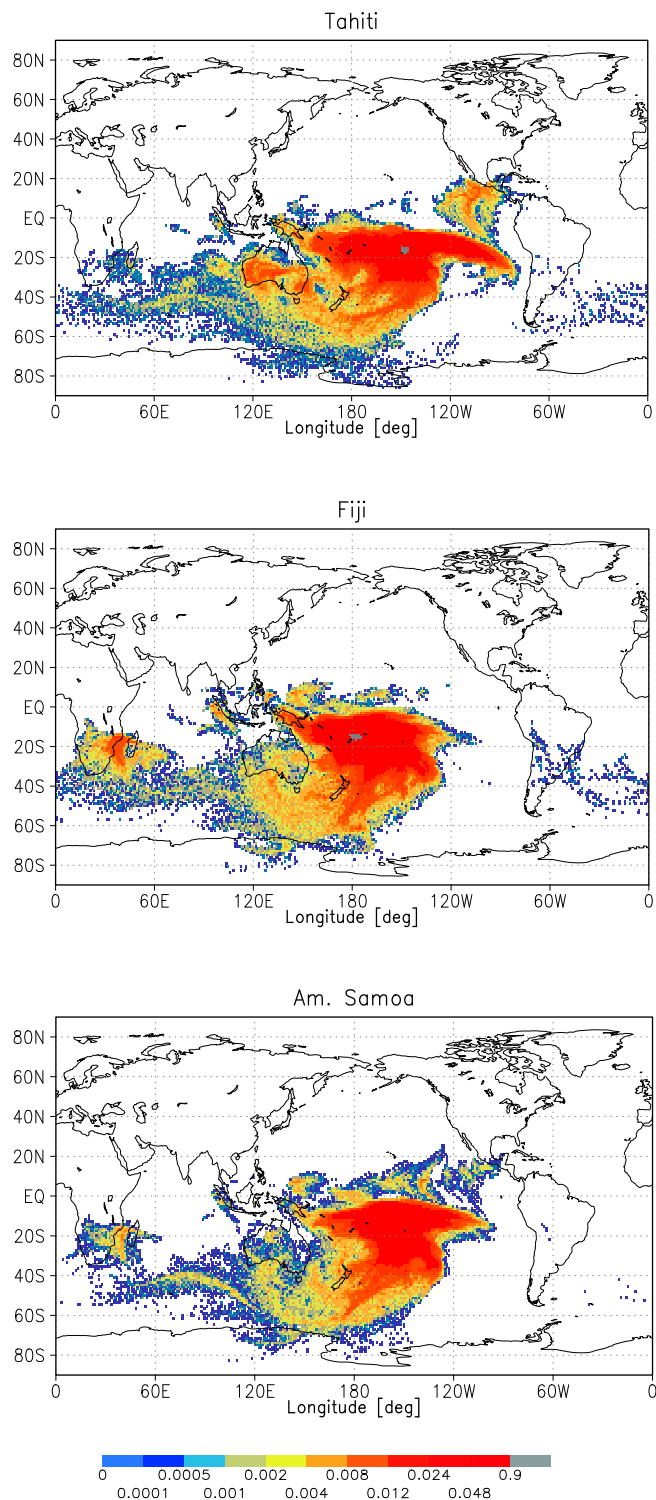 Tahiti
80N
60N
40N
20N
EQ
20S
40S
60S
80S
0 60E 120E 180 120W 60W 0
Longitude [deg]
Fiji
80N
60N
40N
20N
EQ
20S
40S
60S
80S
0 60E 120E 180 120W 60W 0
Longitude [deg]
Am. Samoa
80N
60N
40N
20N
EQ
20S
40S
60S
80S
0 60E 120E 180 120W 60W 0
Longitude [deg]
0 0.0005 0.002 0.008 0.024 0.9
0.0001 0.001 0.004 0.012 0.048